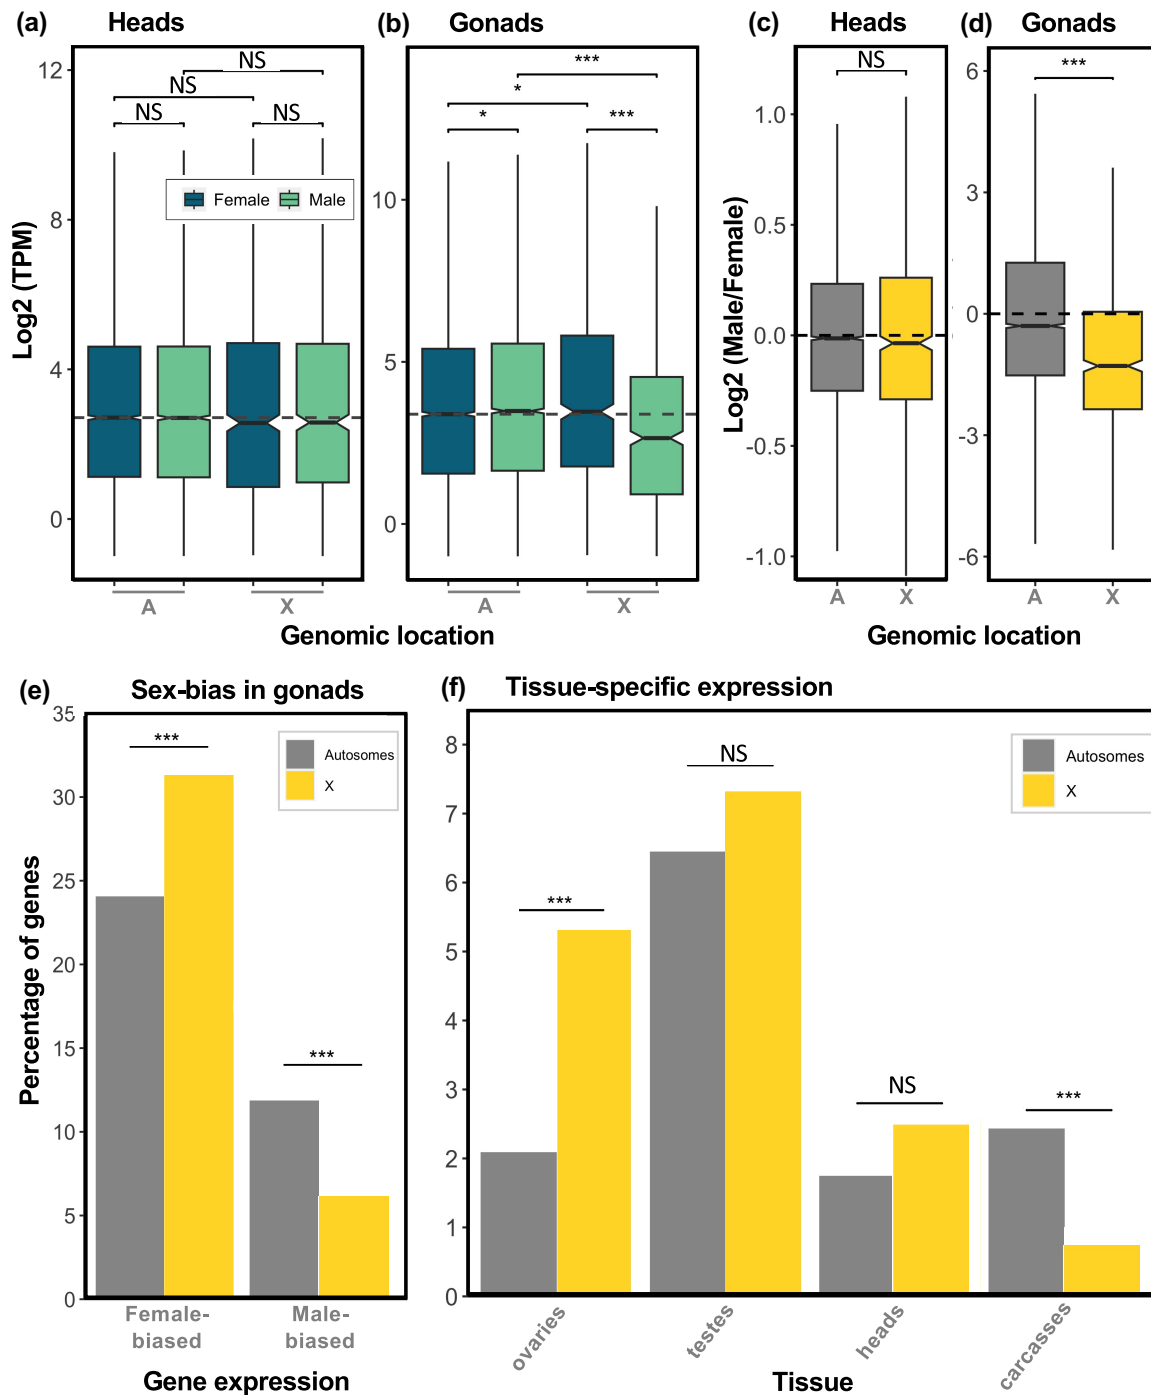 (a) Heads
(b) Gonads
(c) Heads
(d) Gonads
Log2 (TPM)
12
8
4
0
NS
NS
NS
NS
Female
Male
A
X
10
5
0
***
*
*
***
A
X
Genomic location
Log2 (Male/Female)
1.0
0.5
0.0
-0.5
-1.0
NS
A
X
6
3
0
-3
-6
***
A
X
Genomic location
(e) Sex-bias in gonads
Percentage of genes
35
30
25
20
15
10
5
0
***
***
Autosomes
X
Female-
biased
Male-
biased
Gene expression
(f) Tissue-specific expression
8
7
6
5
4
3
2
1
0
***
NS
NS
***
Autosomes
X
ovaries
testes
heads
carcasses
Tissue